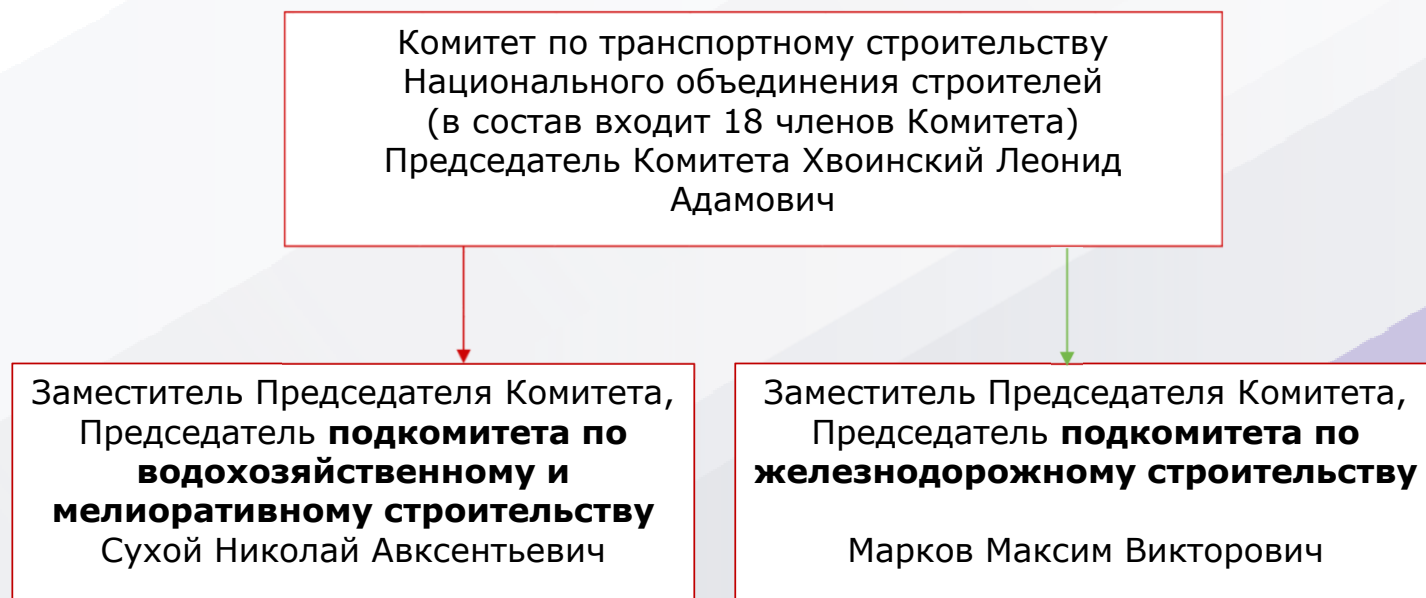 Комитет по транспортному строительству
Национального объединения строителей
(в состав входит 18 членов Комитета)
Председатель Комитета Хвоинский Леонид
Адамович
Заместитель Председателя Комитета,
Председатель подкомитета по
водохозяйственному и
мелиоративному строительству
Сухой Николай Авксентьевич
Заместитель Председателя Комитета,
Председатель подкомитета по
железнодорожному строительству
Марков Максим Викторович